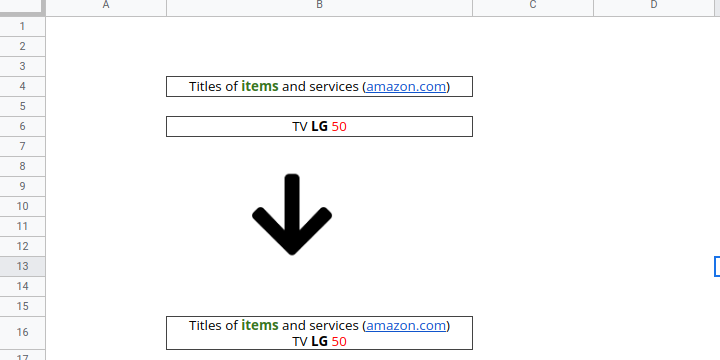 A B C D
1
2
3
4 Titles of items and services (amazon.com)
5
6 TV LG 50
7
8
9
10
11
12
13
14
15
16 Titles of items and services (amazon.com)
TV LG 50
17